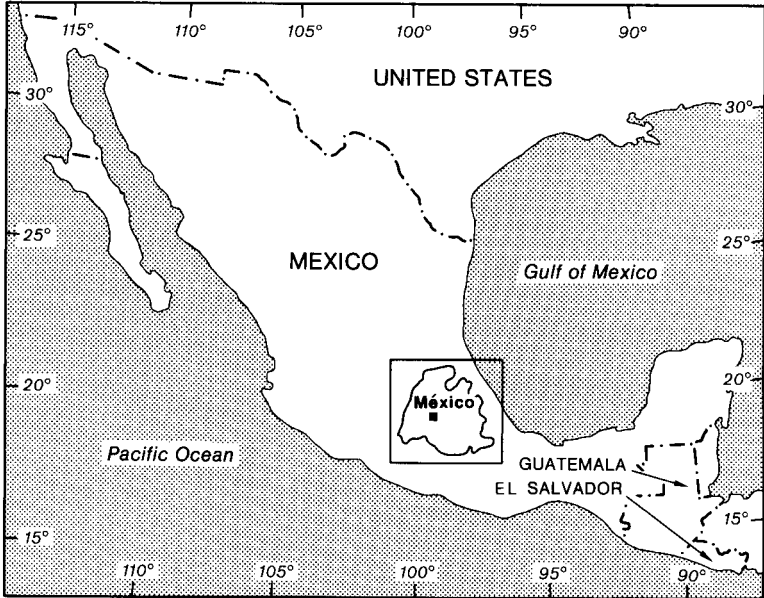 115° 110° 105° 100° 95° 90°
UNITED STATES
30° 30°
25° 25°
MEXICO
Gulf of Mexico
20° 20°
México
Pacific Ocean
GUATEMALA
EL SALVADOR
15° 15°
110° 105° 100° 95° 90°